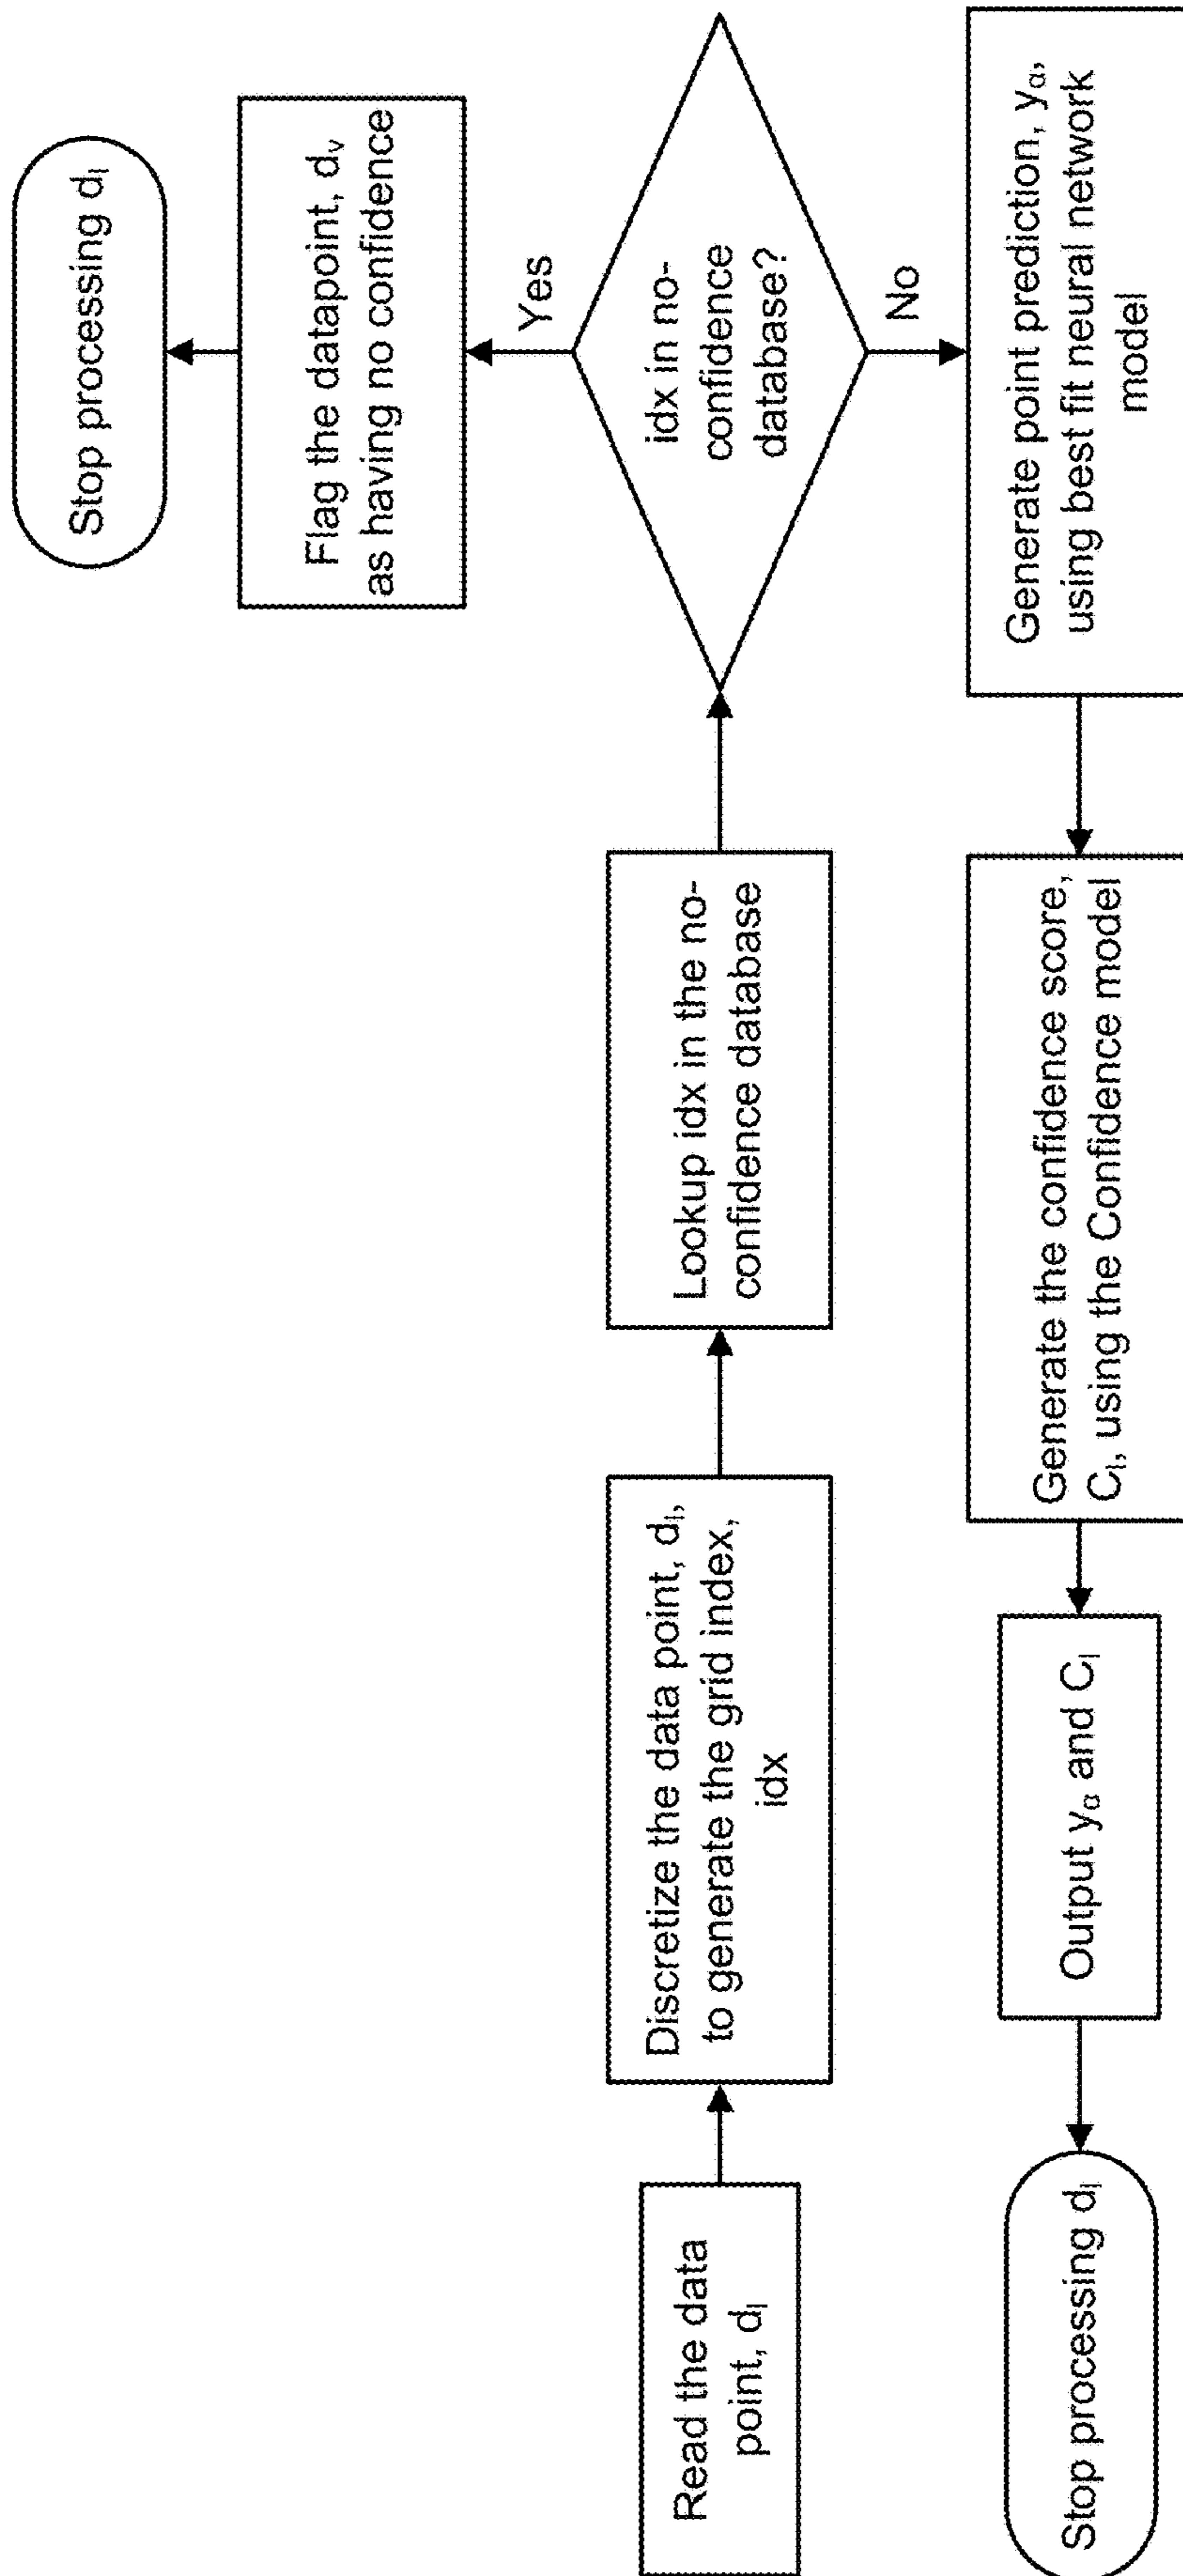 Read the data
point, dₗ
Discretize the data point, dₗ,
to generate the grid index,
idx
Lookup idx in the no-
confidence database
idx in no-
confidence
database?
Yes
Flag the datapoint, dᵥ
as having no confidence
Stop processing dₗ
No
Generate point prediction, yα,
using best fit neural network
model
Generate the confidence score,
Cₗ, using the Confidence model
Output yα and Cₗ
Stop processing dₗ